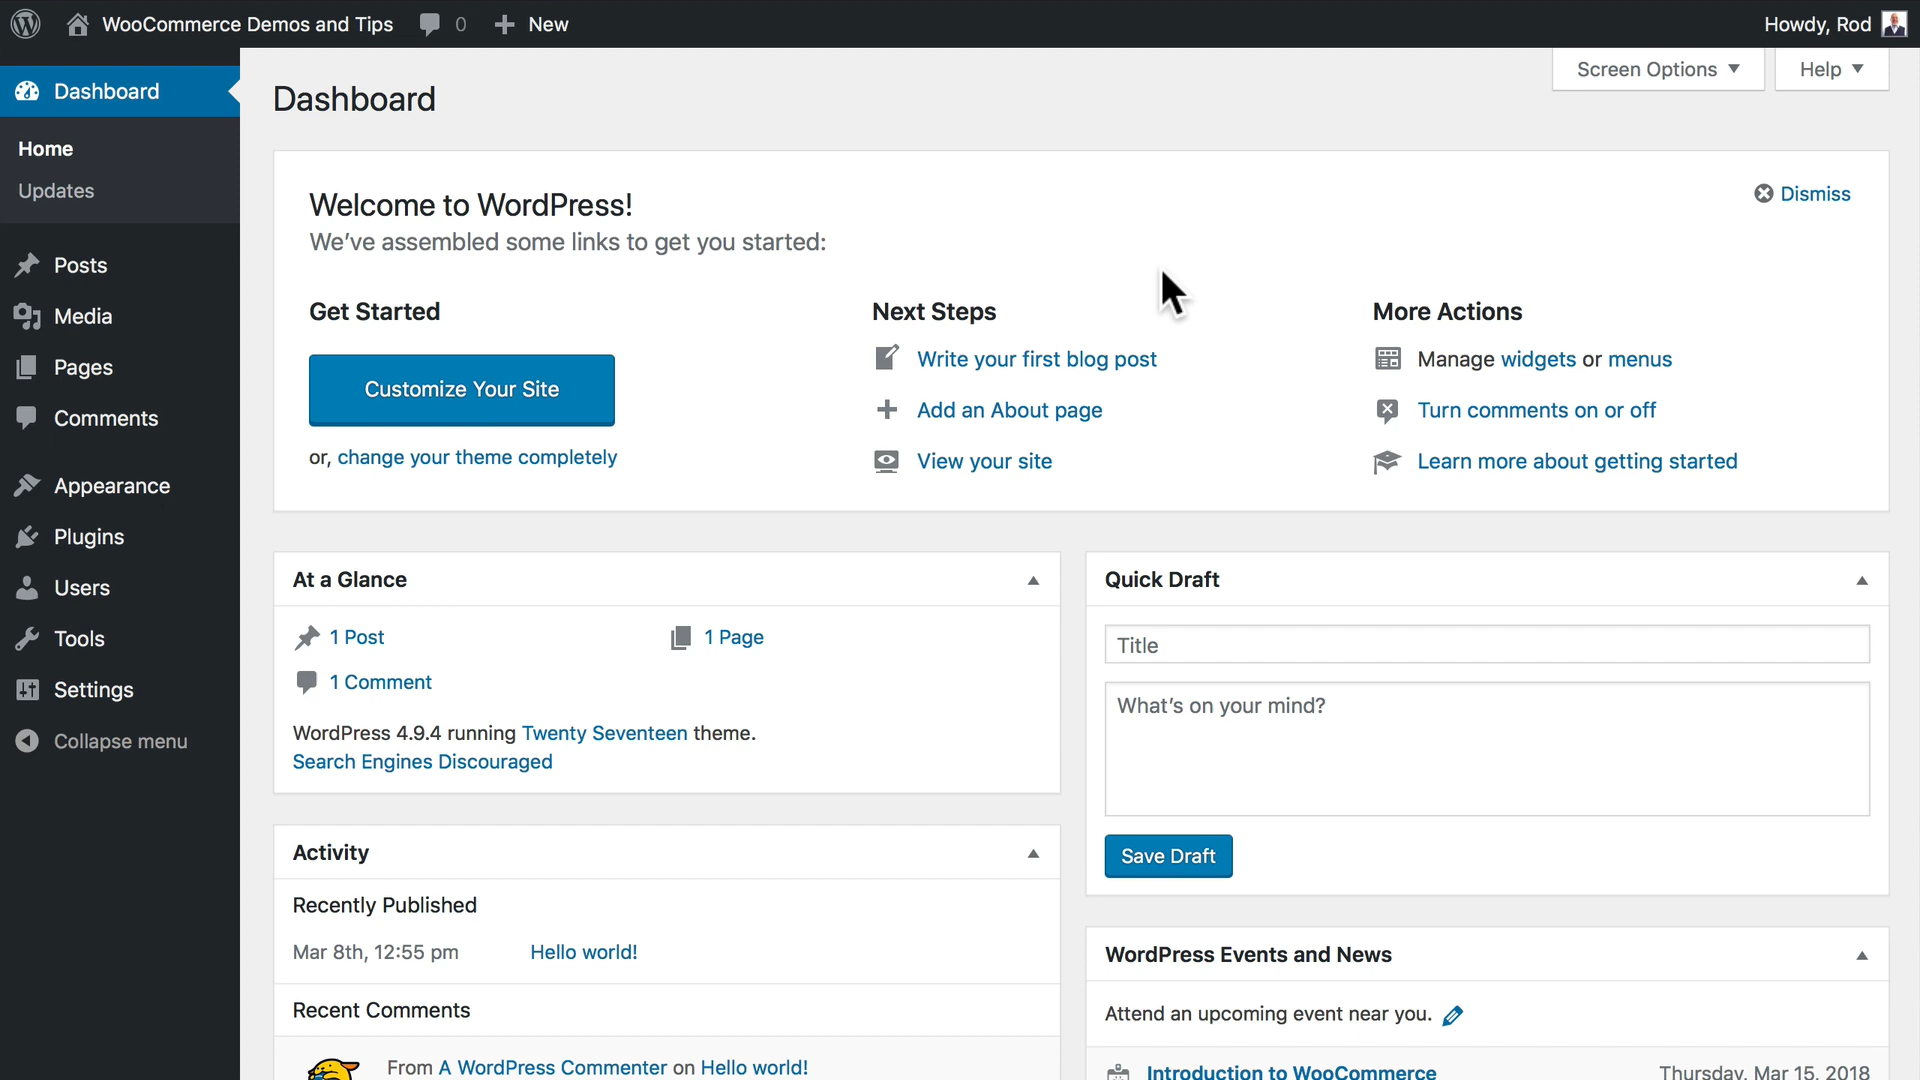 WooCommerce Demos and Tips 0 New Howdy, Rod
Screen Options Help
Dashboard
Home
Updates
Posts
Media
Pages
Comments
Appearance
Plugins
Users
Tools
Settings
Collapse menu
Dashboard
Welcome to WordPress!
Dismiss
We've assembled some links to get you started:
Get Started
Customize Your Site
or, change your theme completely
Next Steps
Write your first blog post
Add an About page
View your site
More Actions
Manage widgets or menus
Turn comments on or off
Learn more about getting started
At a Glance
1 Post
1 Page
1 Comment
WordPress 4.9.4 running Twenty Seventeen theme.
Search Engines Discouraged
Activity
Recently Published
Mar 8th, 12:55 pm Hello world!
Recent Comments
From A WordPress Commenter on Hello world!
Quick Draft
Title
What's on your mind?
Save Draft
WordPress Events and News
Attend an upcoming event near you.
Introduction to WooCommerce Thursday, Mar 15, 2018